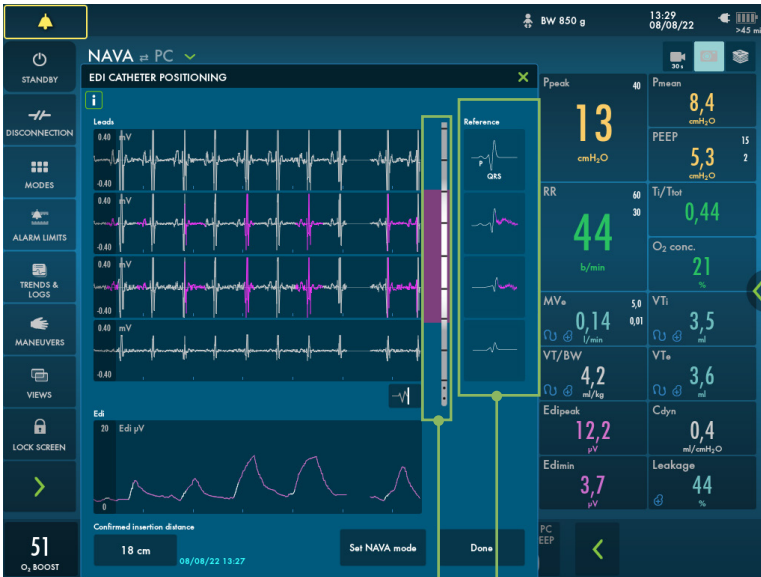 BW 850 g
13:29
08/08/22
>45 mi
STANDBY
DISCONNECTION
MODES
ALARM LIMITS
TRENDS &
LOGS
MANEUVERS
VIEWS
LOCK SCREEN
51
O₂ BOOST
NAVA ⇄ PC
30 s
EDI CATHETER POSITIONING
i
Leads
Reference
0.40 mV
-0.40
P
QRS
0.40 mV
-0.40
0.40 mV
-0.40
0.40 mV
Edi
20 Edi µV
0
Confirmed insertion distance
18 cm
08/08/22 13:27
Set NAVA mode
Done
Ppeak 40
13
cmH₂O
Pmean
8,4
cmH₂O
PEEP 15
5,3 2
cmH₂O
RR 60
30
44
b/min
Ti/Ttot
0,44
O₂ conc.
21
%
MVe 5,0
0,14 0,01
l/min
VTi
3,5
ml
VT/BW
4,2
ml/kg
VTe
3,6
ml
Edipeak
12,2
µV
Cdyn
0,4
ml/cmH₂O
Edimin
3,7
µV
Leakage
44
%
PC
EEP